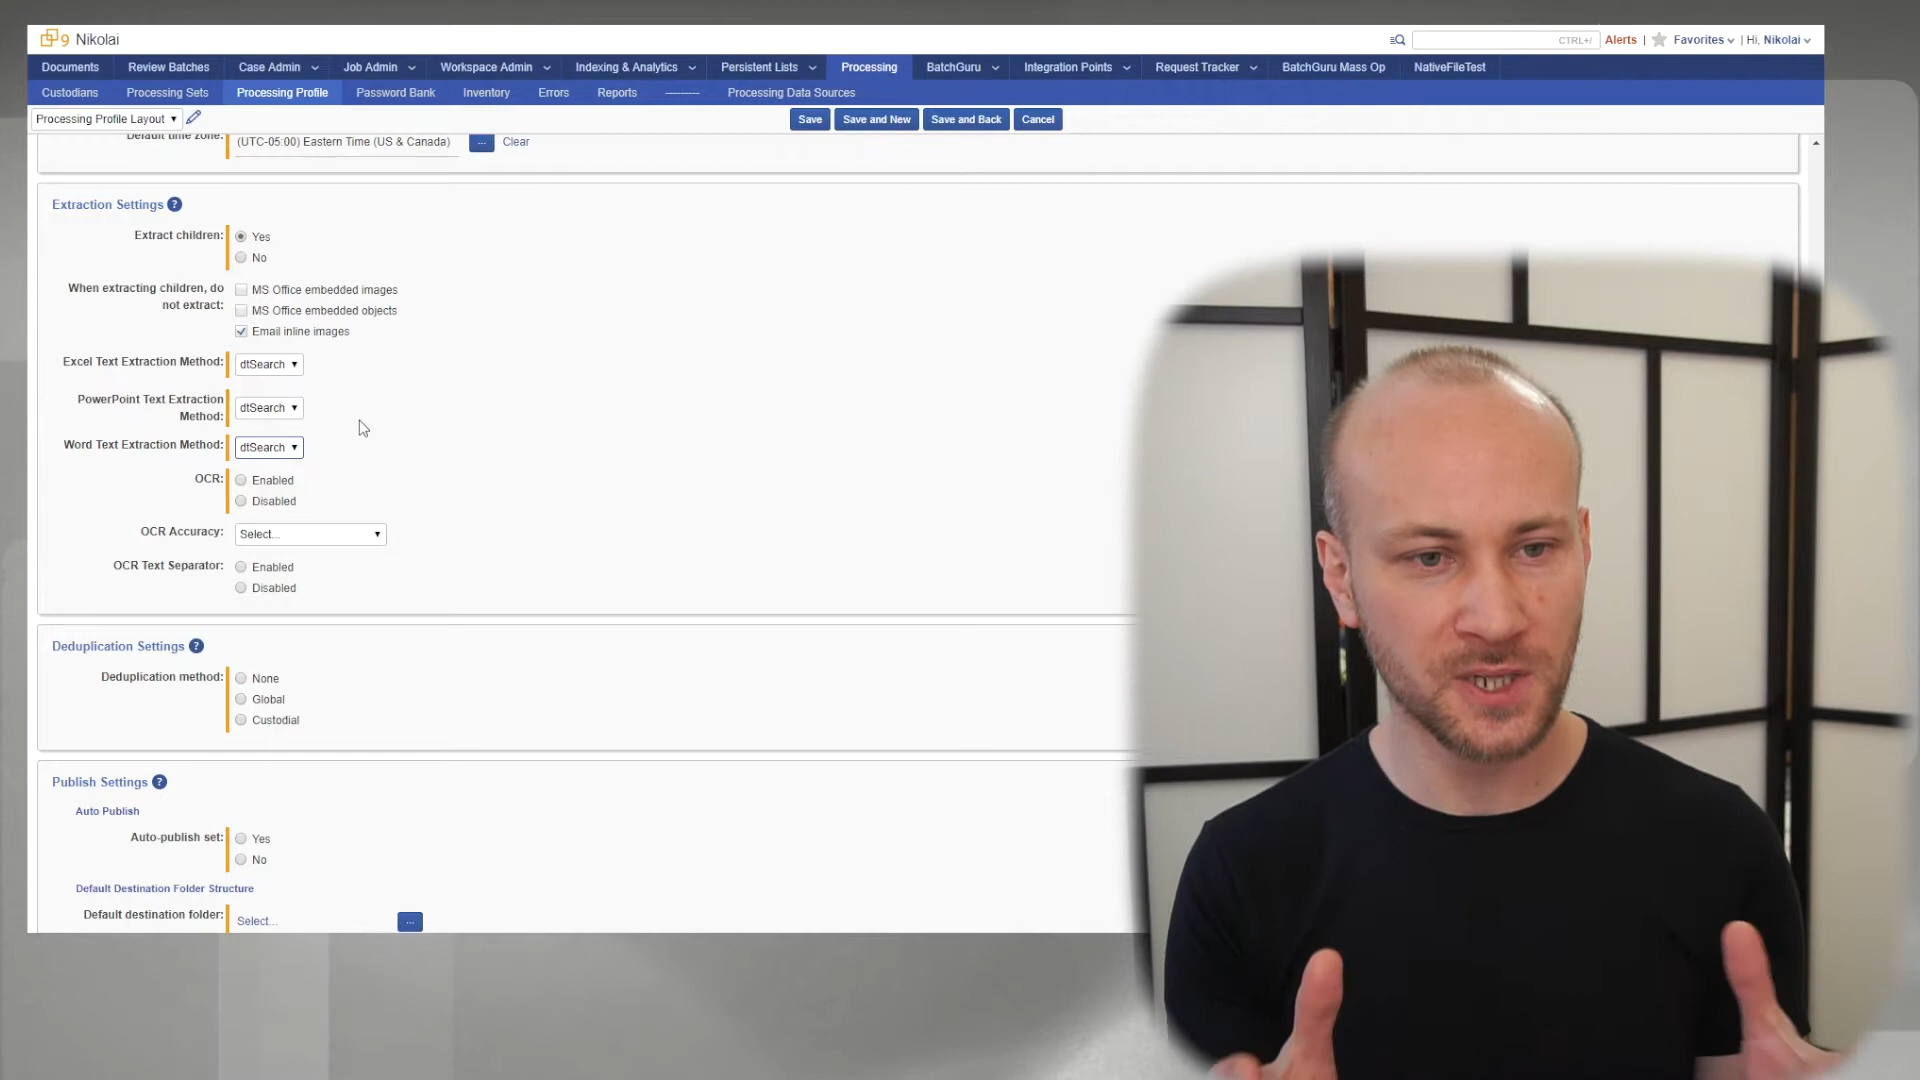 9 Nikolai
CTRL+/ Alerts | Favorites | Hi, Nikolai
Documents Review Batches Case Admin Job Admin Workspace Admin Indexing & Analytics Persistent Lists Processing BatchGuru Integration Points Request Tracker BatchGuru Mass Op NativeFileTest
Custodians Processing Sets Processing Profile Password Bank Inventory Errors Reports ---------- Processing Data Sources
Processing Profile Layout Save Save and New Save and Back Cancel
Default time zone: (UTC-05:00) Eastern Time (US & Canada) ... Clear
Extraction Settings ?
Extract children: Yes
No
When extracting children, do not extract: MS Office embedded images
MS Office embedded objects
Email inline images
Excel Text Extraction Method: dtSearch
PowerPoint Text Extraction Method: dtSearch
Word Text Extraction Method: dtSearch
OCR: Enabled
Disabled
OCR Accuracy: Select...
OCR Text Separator: Enabled
Disabled
Deduplication Settings ?
Deduplication method: None
Global
Custodial
Publish Settings ?
Auto Publish
Auto-publish set: Yes
No
Default Destination Folder Structure
Default destination folder: Select... ...